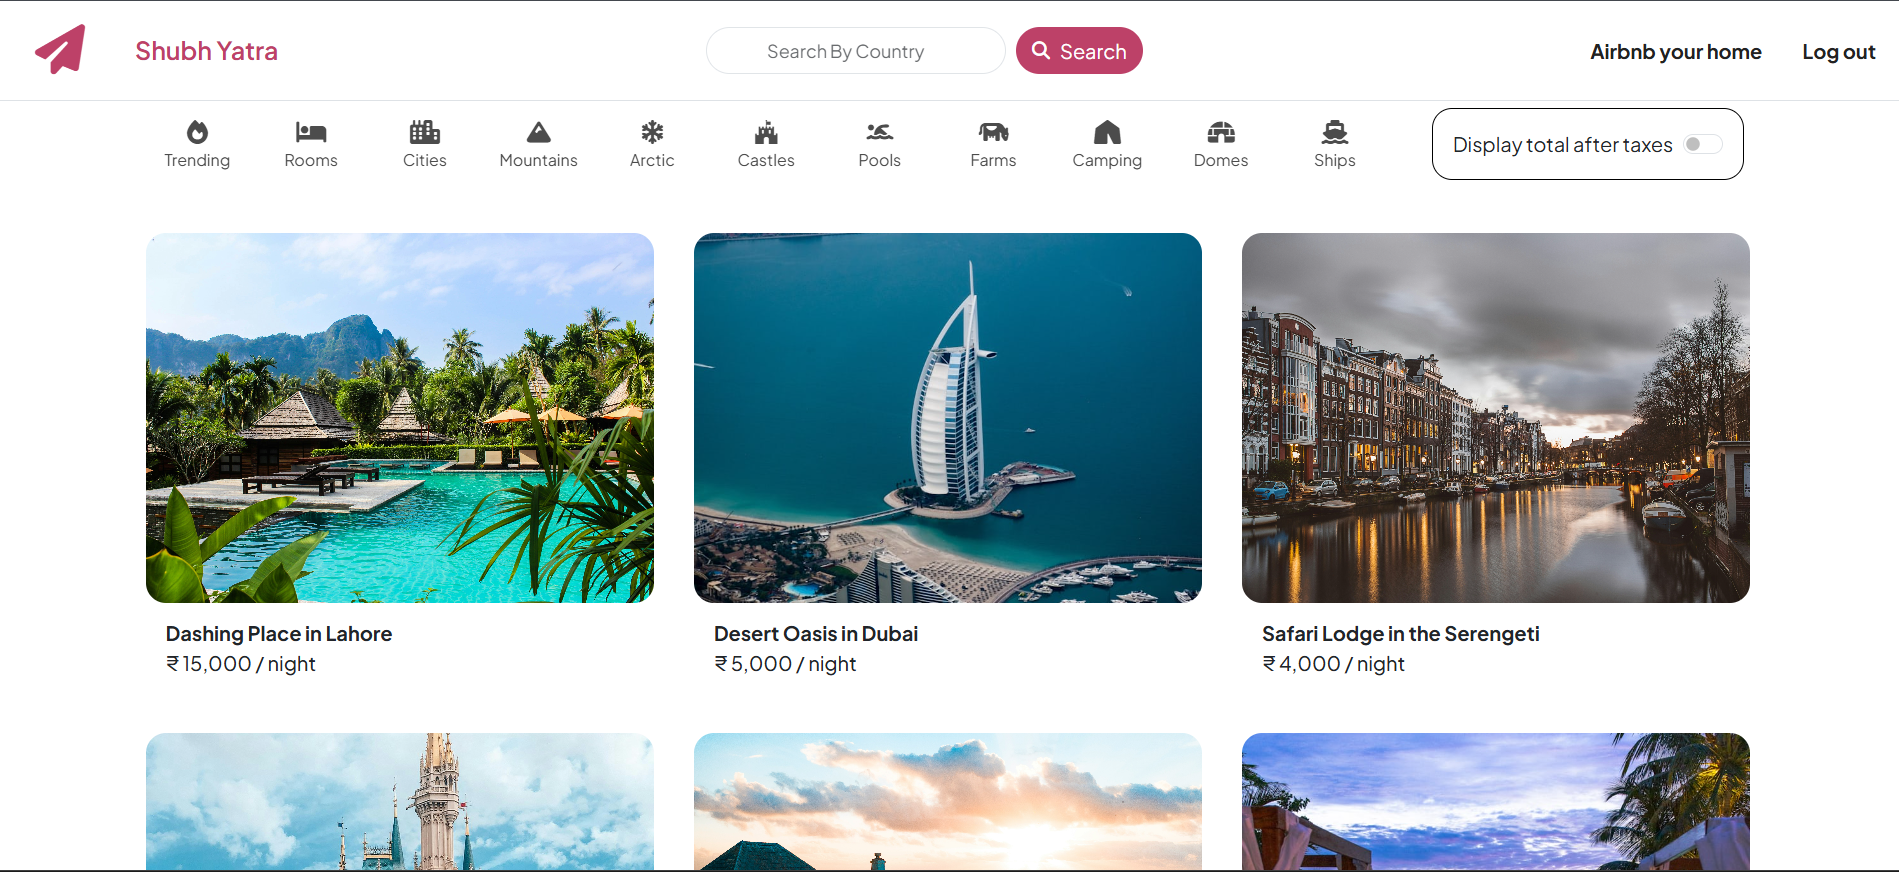 Shubh Yatra
Search By Country
Search
Airbnb your home
Log out
Trending
Rooms
Cities
Mountains
Arctic
Castles
Pools
Farms
Camping
Domes
Ships
Display total after taxes
Dashing Place in Lahore
₹ 15,000 / night
Desert Oasis in Dubai
₹ 5,000 / night
Safari Lodge in the Serengeti
₹ 4,000 / night